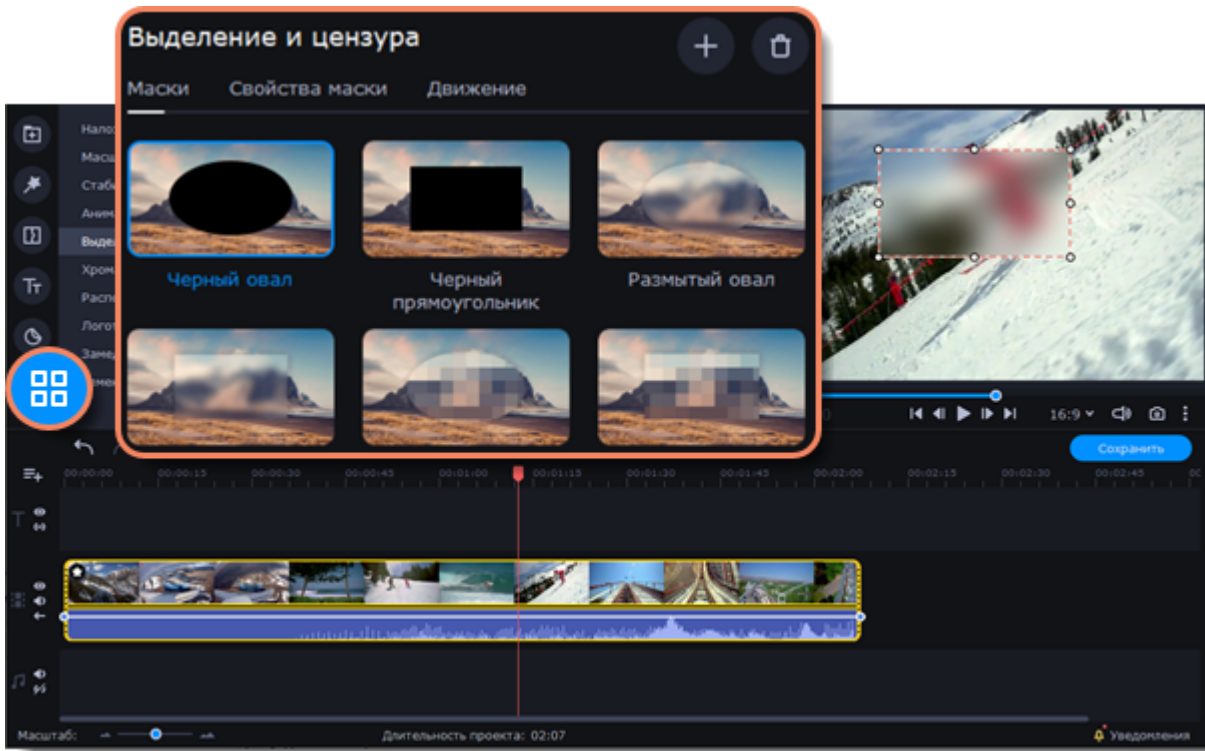 Выделение и цензура
Маски Свойства маски Движение
Черный овал
Черный
прямоугольник
Размытый овал
16:9
Сохранить
00:00:00 00:00:15 00:00:30 00:00:45 00:01:00 00:01:15 00:01:30 00:01:45 00:02:00 00:02:15 00:02:30 00:02:45
Масштаб: Длительность проекта: 02:07 Уведомления